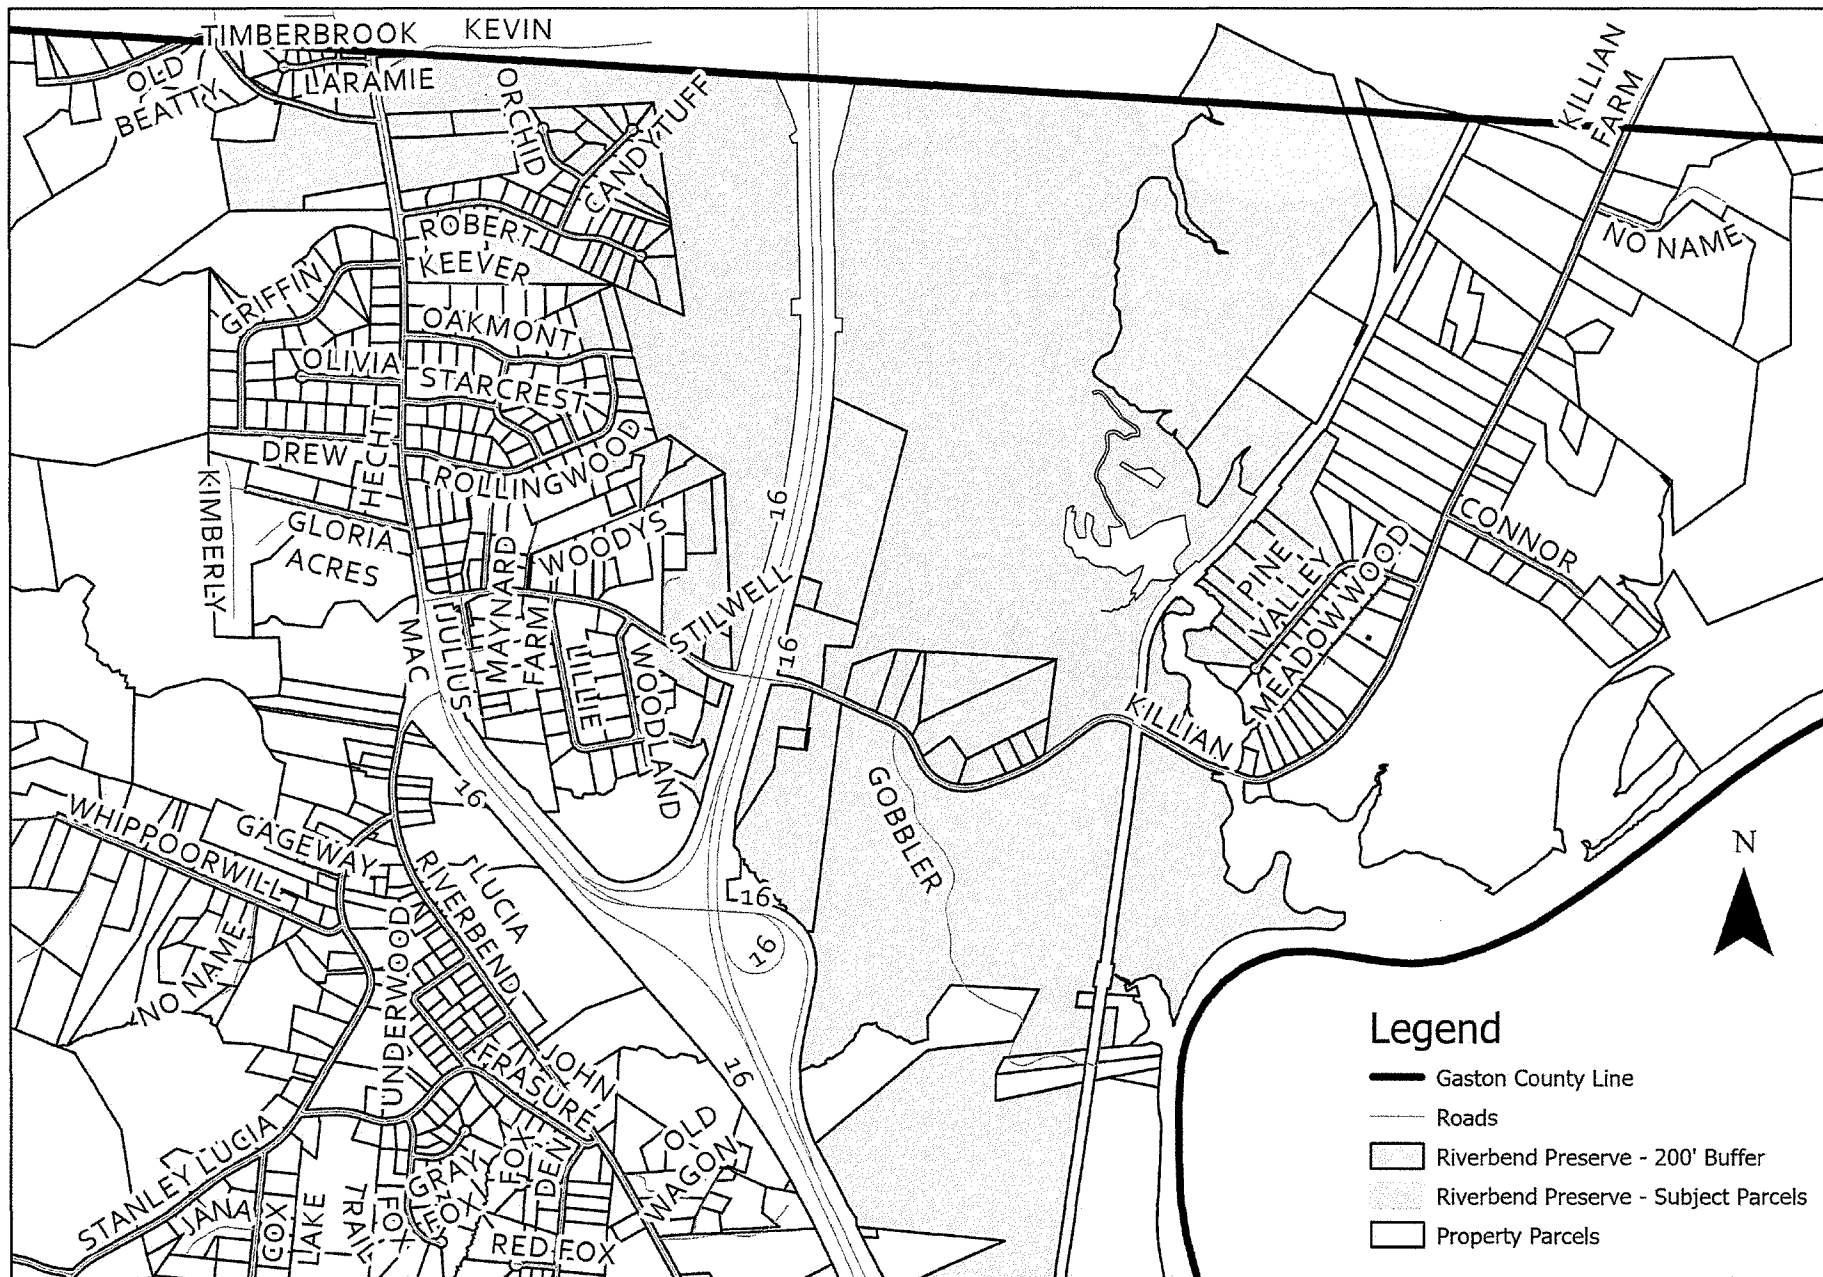 TIMBERBROOK
KEVIN
OLD
BEATTY
LARAMIE
ORCHID
CANDYTUFF
KILLIAN
FARM
ROBERT
KEEVER
NO NAME
GRIFFIN
OAKMONT
OLIVIA
STARCREST
HECHT
DREW
ROLLINGWOOD
KIMBERLY
GLORIA
ACRES
WOODYS
16
CONNOR
PINE
VALLEY
MEADOW WOOD
MAYNARD
FARM
STILWELL
MAC
JULIUS
LILLIE
WOODLAND
16
KILLIAN
16
GOBBLER
WHIPPOORWILL
GAGEWAY
RIVERBEND
LUCIA
16
16
UNDERWOOD
NO NAME
N
FRASURE
JOHN
16
OLD
WAGON
STANLEY LUCIA
JANA
COX
LAKE
TRAIL
FOX
GRAY
FOX
FOX
DEN
RED FOX
Legend
Gaston County Line
Roads
Riverbend Preserve - 200' Buffer
Riverbend Preserve - Subject Parcels
Property Parcels